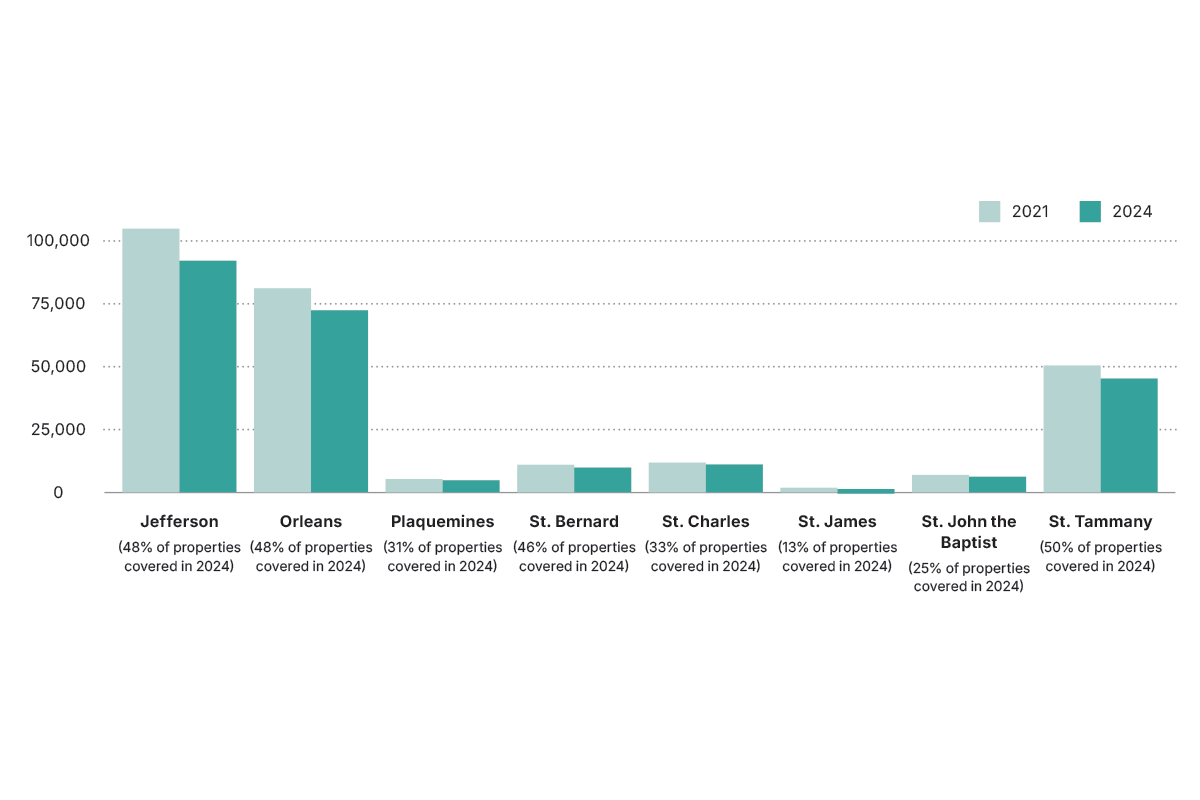 2021
2024
100,000
75,000
50,000
25,000
0
Jefferson
(48% of properties
covered in 2024)
Orleans
(48% of properties
covered in 2024)
Plaquemines
(31% of properties
covered in 2024)
St. Bernard
(46% of properties
covered in 2024)
St. Charles
(33% of properties
covered in 2024)
St. James
(13% of properties
covered in 2024)
St. John the
Baptist
(25% of properties
covered in 2024)
St. Tammany
(50% of properties
covered in 2024)